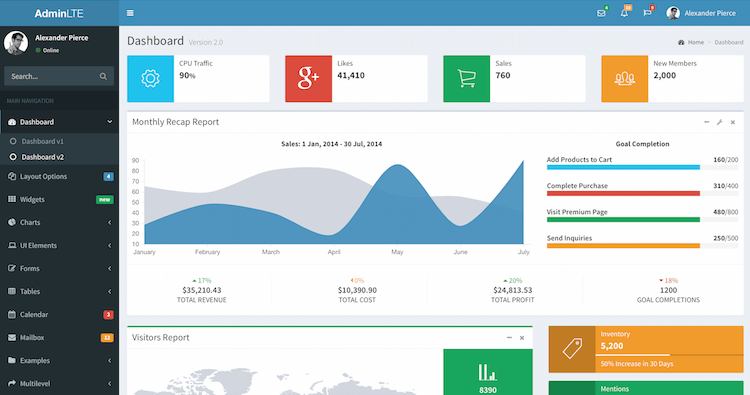 AdminLTE
4
10
9
Alexander Pierce
Alexander Pierce
Online
Search...
MAIN NAVIGATION
Dashboard
Dashboard v1
Dashboard v2
Layout Options 4
Widgets new
Charts
UI Elements
Forms
Tables
Calendar 3
Mailbox 12
Examples
Multilevel
Dashboard Version 2.0
Home > Dashboard
CPU Traffic
90%
g+
Likes
41,410
Sales
760
New Members
2,000
Monthly Recap Report
Sales: 1 Jan, 2014 - 30 Jul, 2014
90
80
70
60
50
40
30
20
10
January February March April May June July
Goal Completion
Add Products to Cart 160/200
Complete Purchase 310/400
Visit Premium Page 480/800
Send Inquiries 250/500
17%
$35,210.43
TOTAL REVENUE
0%
$10,390.90
TOTAL COST
20%
$24,813.53
TOTAL PROFIT
18%
1200
GOAL COMPLETIONS
Visitors Report
8390
Inventory
5,200
50% Increase in 30 Days
Mentions